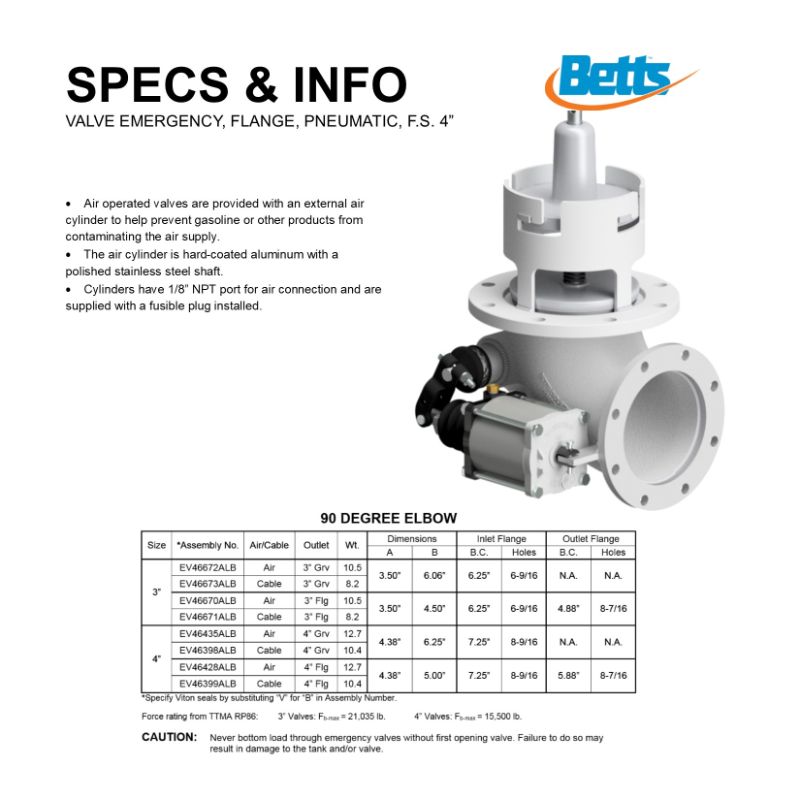 Betts
SPECS & INFO
VALVE EMERGENCY, FLANGE, PNEUMATIC, F.S. 4”
• Air operated valves are provided with an external air
cylinder to help prevent gasoline or other products from
contaminating the air supply.
• The air cylinder is hard-coated aluminum with a
polished stainless steel shaft.
• Cylinders have 1/8” NPT port for air connection and are
supplied with a fusible plug installed.
90 DEGREE ELBOW
Size *Assembly No. Air/Cable Outlet Wt. Dimensions Inlet Flange Outlet Flange
A B B.C. Holes B.C. Holes
3” EV46672ALB Air 3” Grv 10.5 3.50” 6.06” 6.25” 6-9/16 N.A. N.A.
EV46673ALB Cable 3” Grv 8.2
EV46670ALB Air 3” Flg 10.5 3.50” 4.50” 6.25” 6-9/16 4.88” 8-7/16
EV46671ALB Cable 3” Flg 8.2
4” EV46435ALB Air 4” Grv 12.7 4.38” 6.25” 7.25” 8-9/16 N.A. N.A.
EV46398ALB Cable 4” Grv 10.4
EV46428ALB Air 4” Flg 12.7 4.38” 5.00” 7.25” 8-9/16 5.88” 8-7/16
EV46399ALB Cable 4” Flg 10.4
*Specify Viton seals by substituting “V” for “B” in Assembly Number.
Force rating from TTMA RP86: 3” Valves: Fb-max = 21,035 lb. 4” Valves: Fb-max = 15,500 lb.
CAUTION: Never bottom load through emergency valves without first opening valve. Failure to do so may
result in damage to the tank and/or valve.